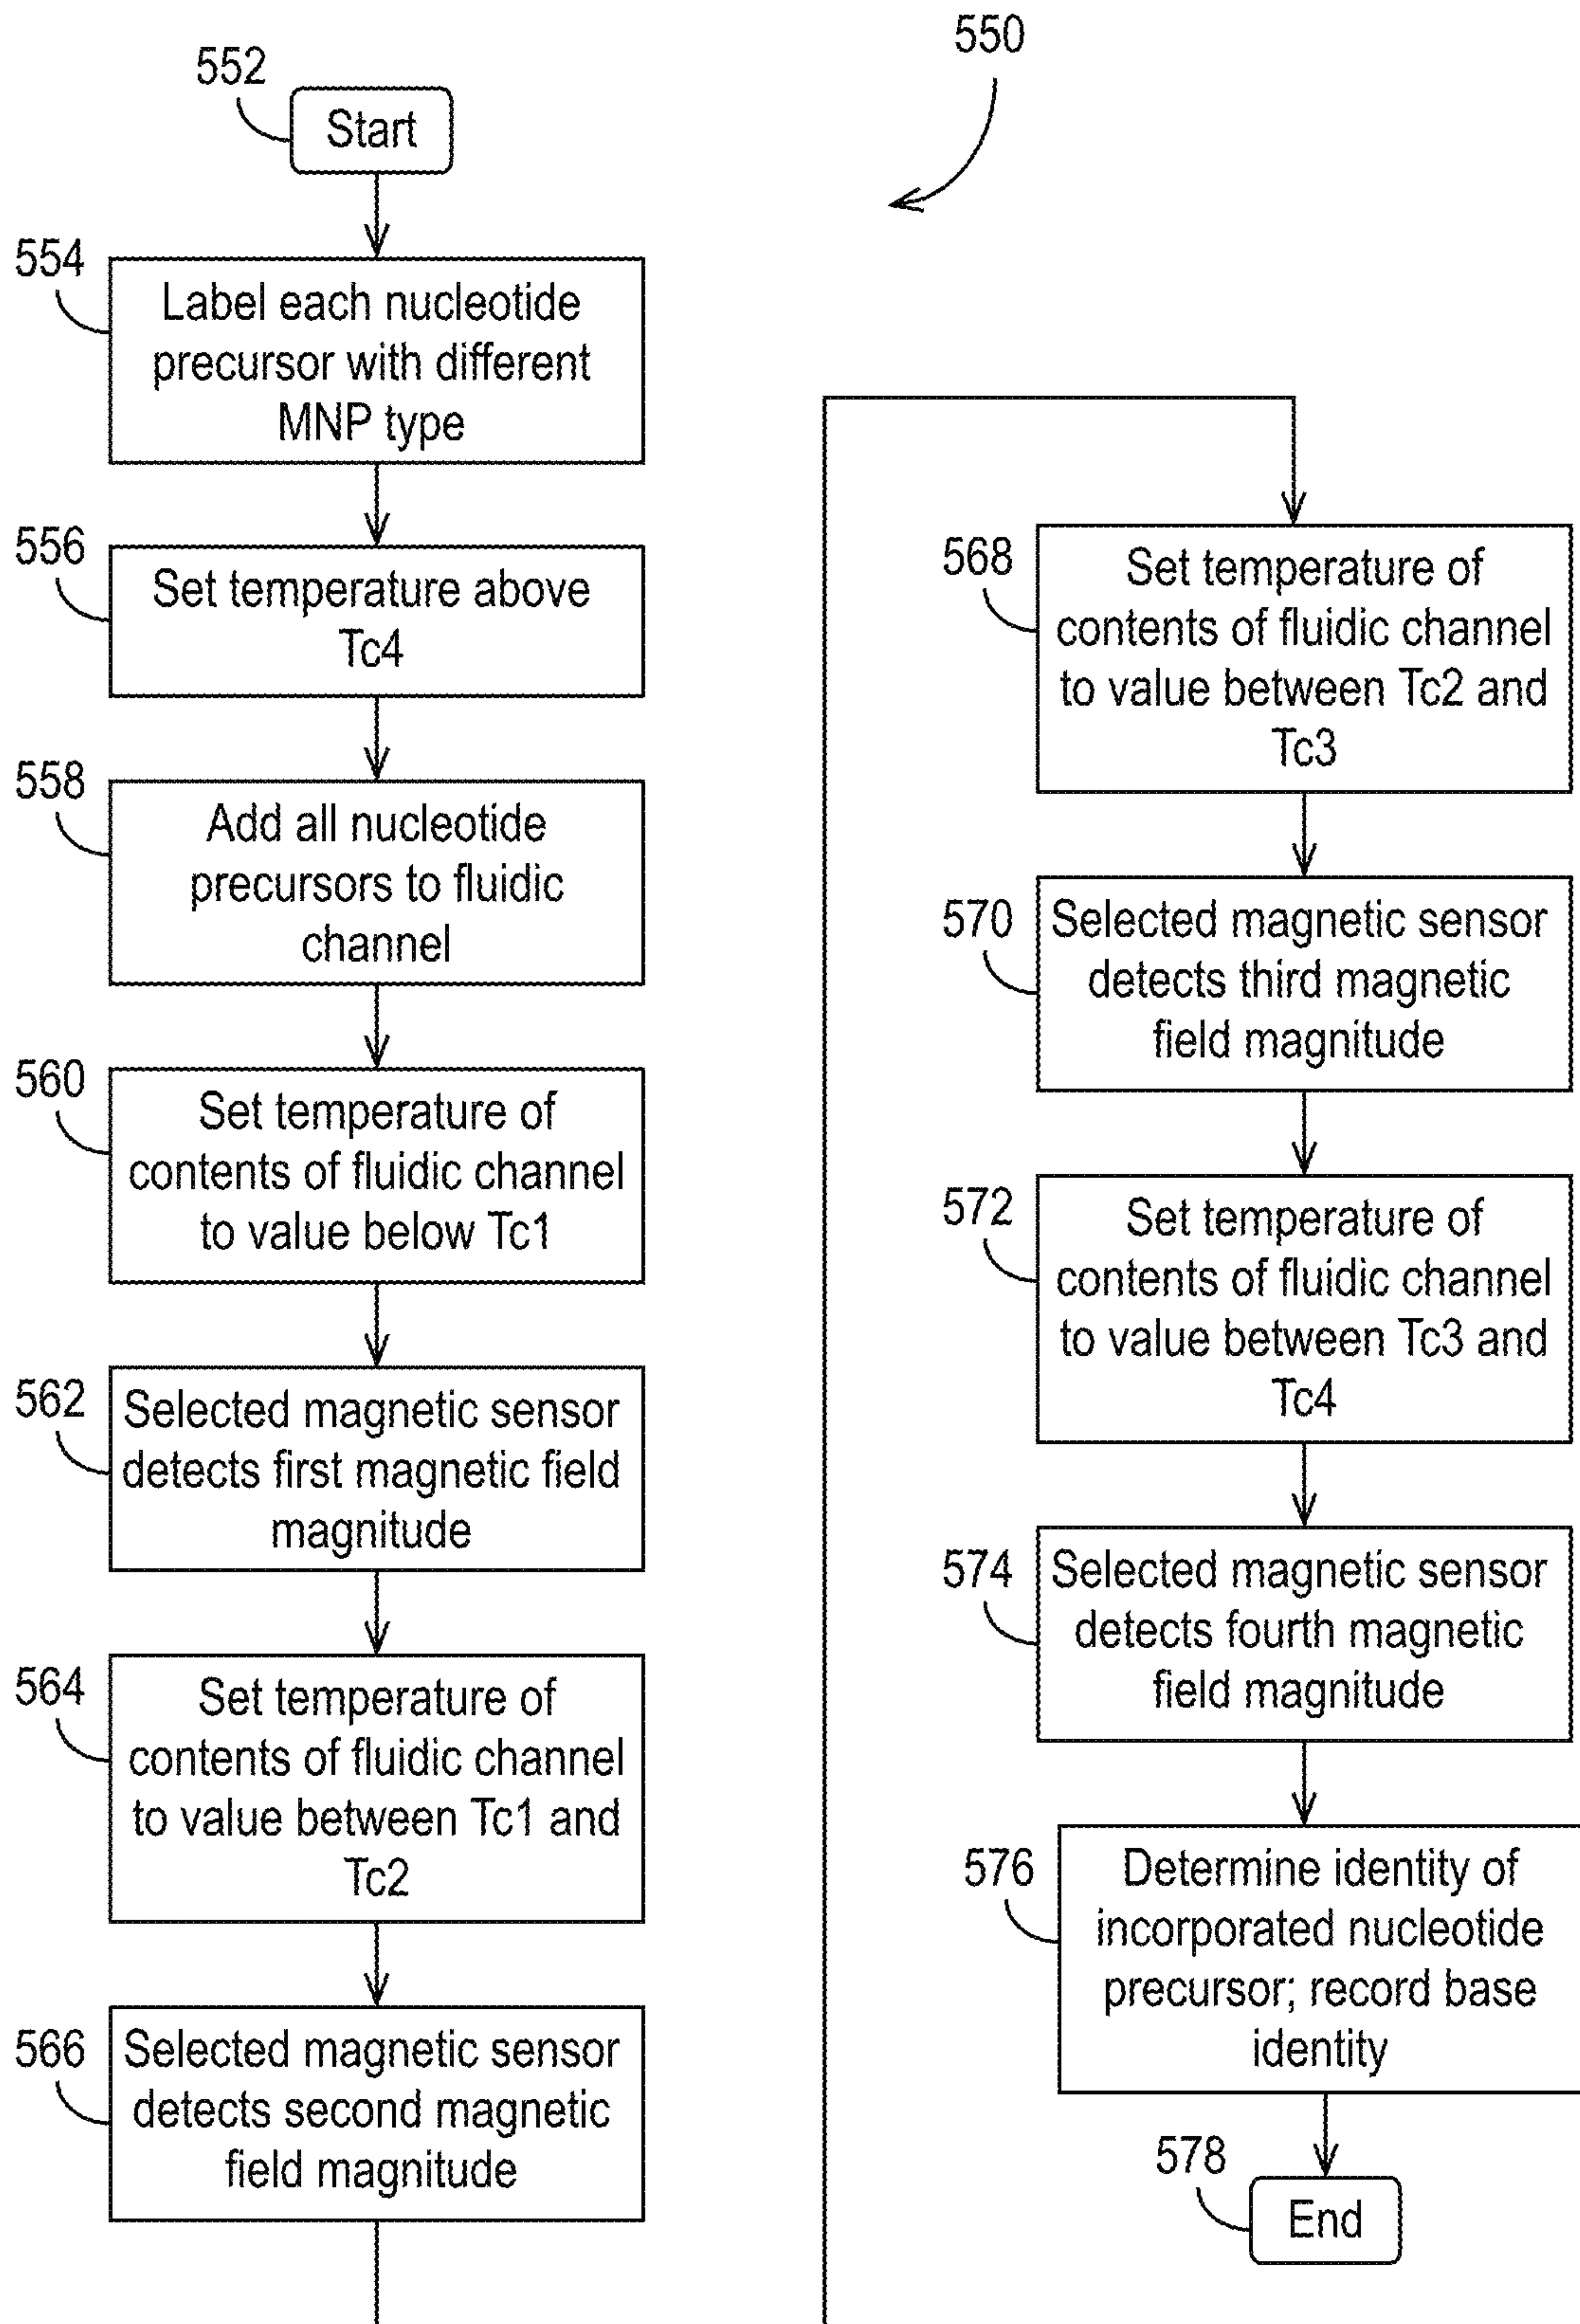 550
552
Start
554
Label each nucleotide
precursor with different
MNP type
556
Set temperature above
Tc4
558
Add all nucleotide
precursors to fluidic
channel
560
Set temperature of
contents of fluidic channel
to value below Tc1
562
Selected magnetic sensor
detects first magnetic field
magnitude
564
Set temperature of
contents of fluidic channel
to value between Tc1 and
Tc2
566
Selected magnetic sensor
detects second magnetic
field magnitude
568
Set temperature of
contents of fluidic channel
to value between Tc2 and
Tc3
570
Selected magnetic sensor
detects third magnetic
field magnitude
572
Set temperature of
contents of fluidic channel
to value between Tc3 and
Tc4
574
Selected magnetic sensor
detects fourth magnetic
field magnitude
576
Determine identity of
incorporated nucleotide
precursor; record base
identity
578
End